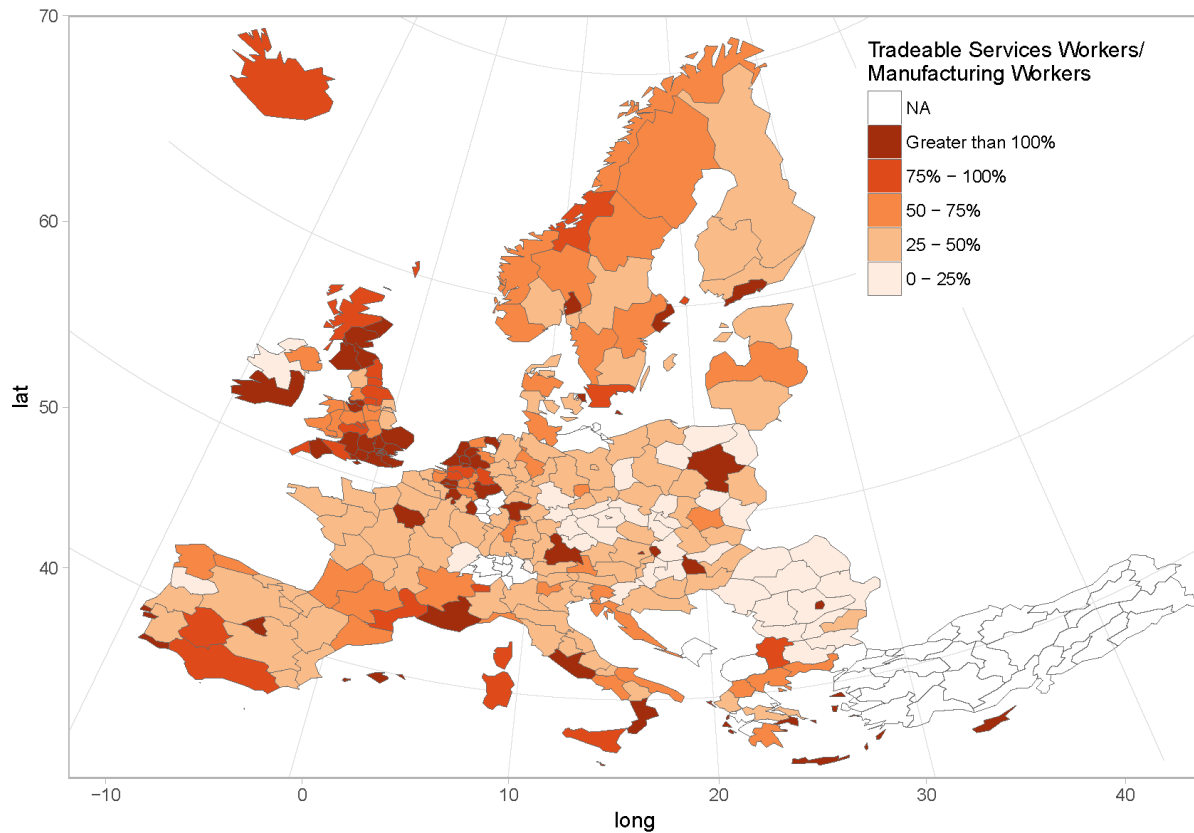 70
60
50
40
lat
Tradeable Services Workers/
Manufacturing Workers
NA
Greater than 100%
75% − 100%
50 − 75%
25 − 50%
0 − 25%
−10
0
10
20
30
40
long